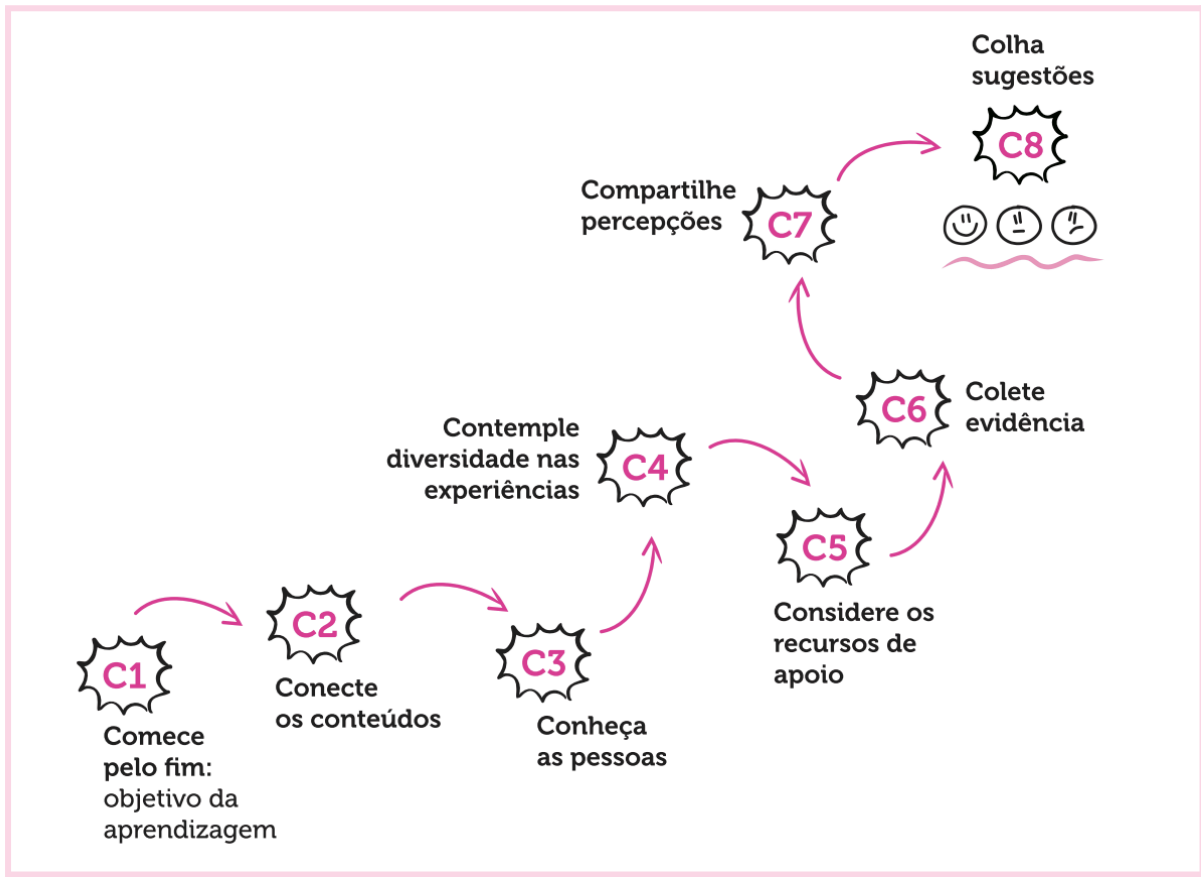 C1
Comece
pelo fim:
objetivo da
aprendizagem
C2
Conecte
os conteúdos
C3
Conheça
as pessoas
Contemple
diversidade nas
experiências
C4
C5
Considere os
recursos de
apoio
C6
Colete
evidência
Compartilhe
percepções
C7
Colha
sugestões
C8